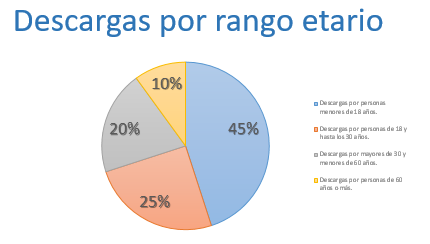 Descargas por rango etario
10%
45%
20%
25%
Descargas por personas
menores de 18 años.
Descargas por personas de 18 y
hasta los 30 años.
Descargas por mayores de 30 y
menores de 60 años.
Descargas por personas de 60
años o más.